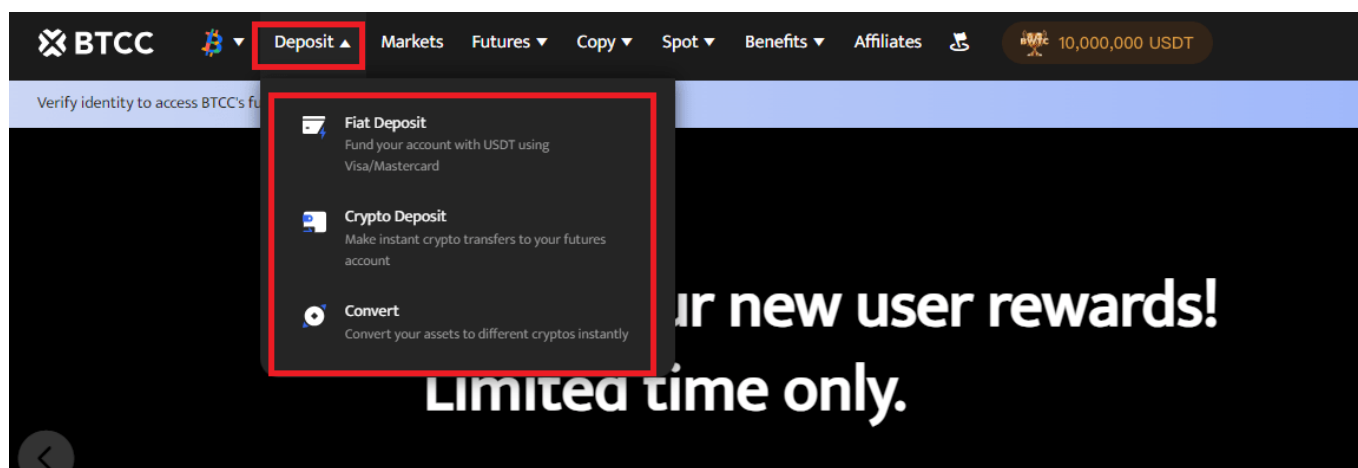 BTCC
Deposit
Markets
Futures
Copy
Spot
Benefits
Affiliates
10,000,000 USDT
Verify identity to access BTCC's
Fiat Deposit
Fund your account with USDT using
Visa/Mastercard
Crypto Deposit
Make instant crypto transfers to your futures
account
Convert
Convert your assets to different cryptos instantly
new user rewards!
Limited time only.